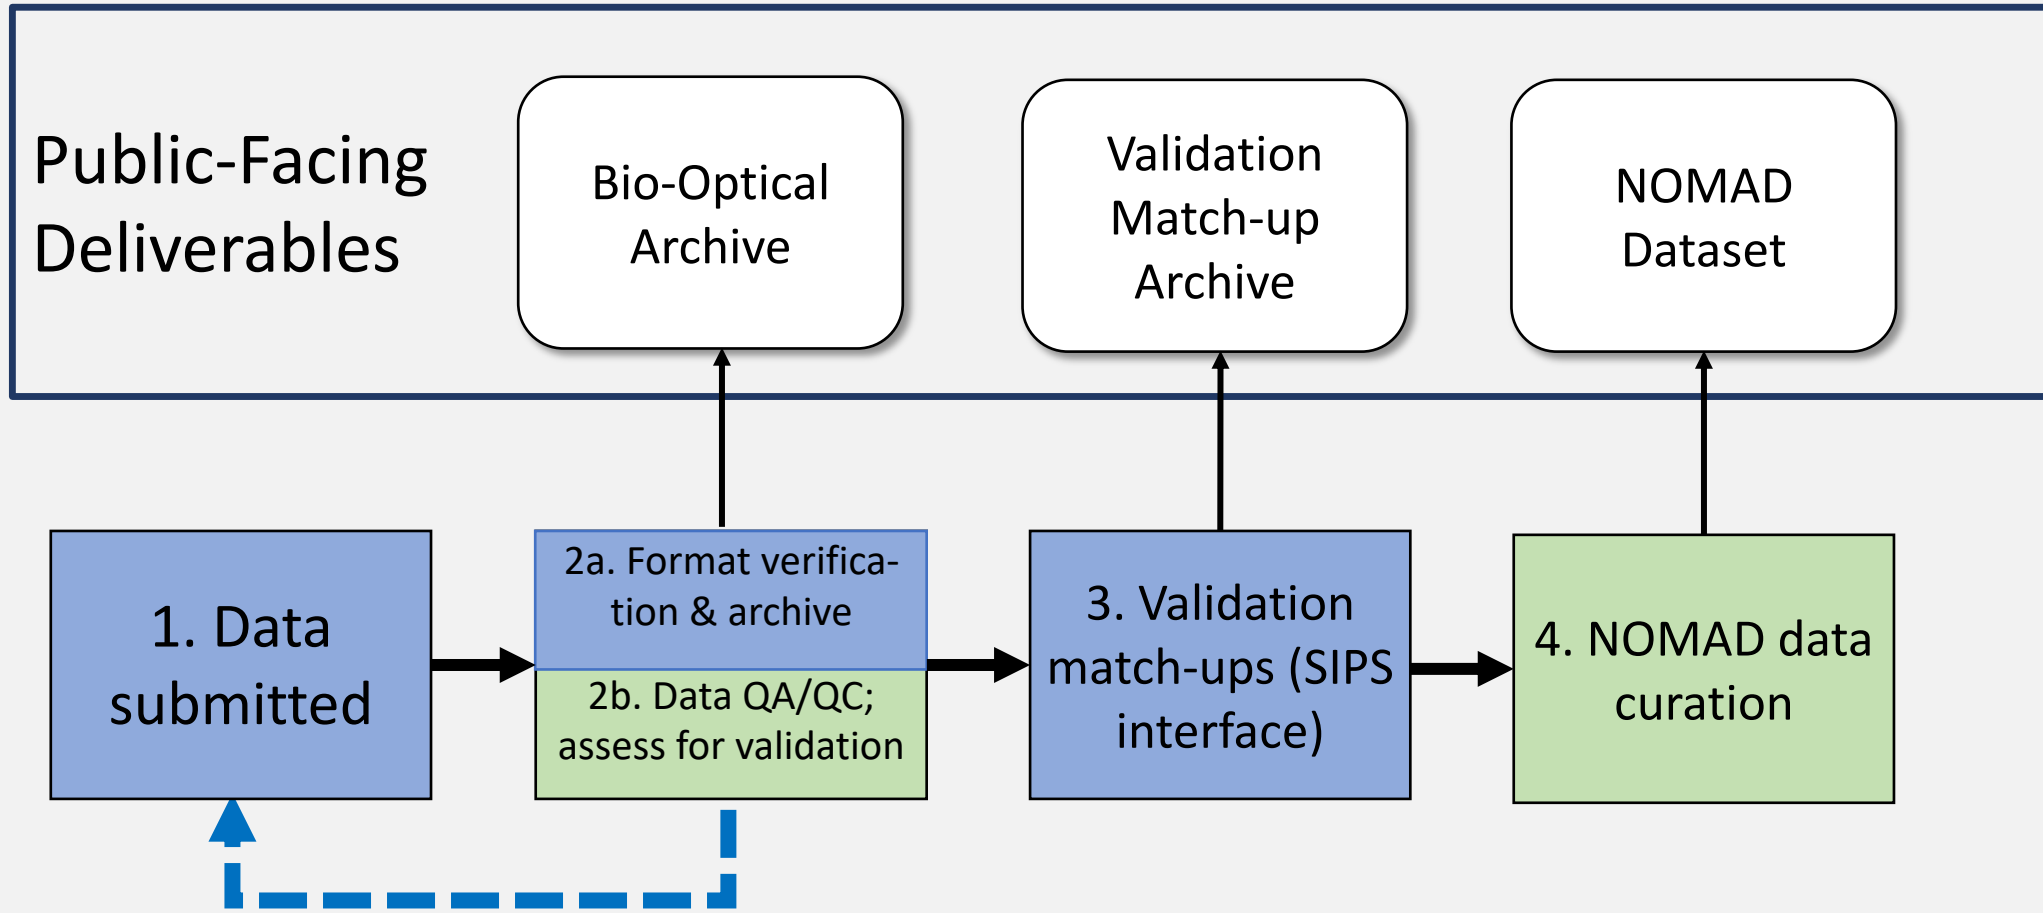 Public-Facing
Deliverables
Bio-Optical
Archive
Validation
Match-up
Archive
NOMAD
Dataset
1. Data
submitted
2a. Format verifica-
tion & archive
2b. Data QA/QC;
assess for validation
3. Validation
match-ups (SIPS
interface)
4. NOMAD data
curation